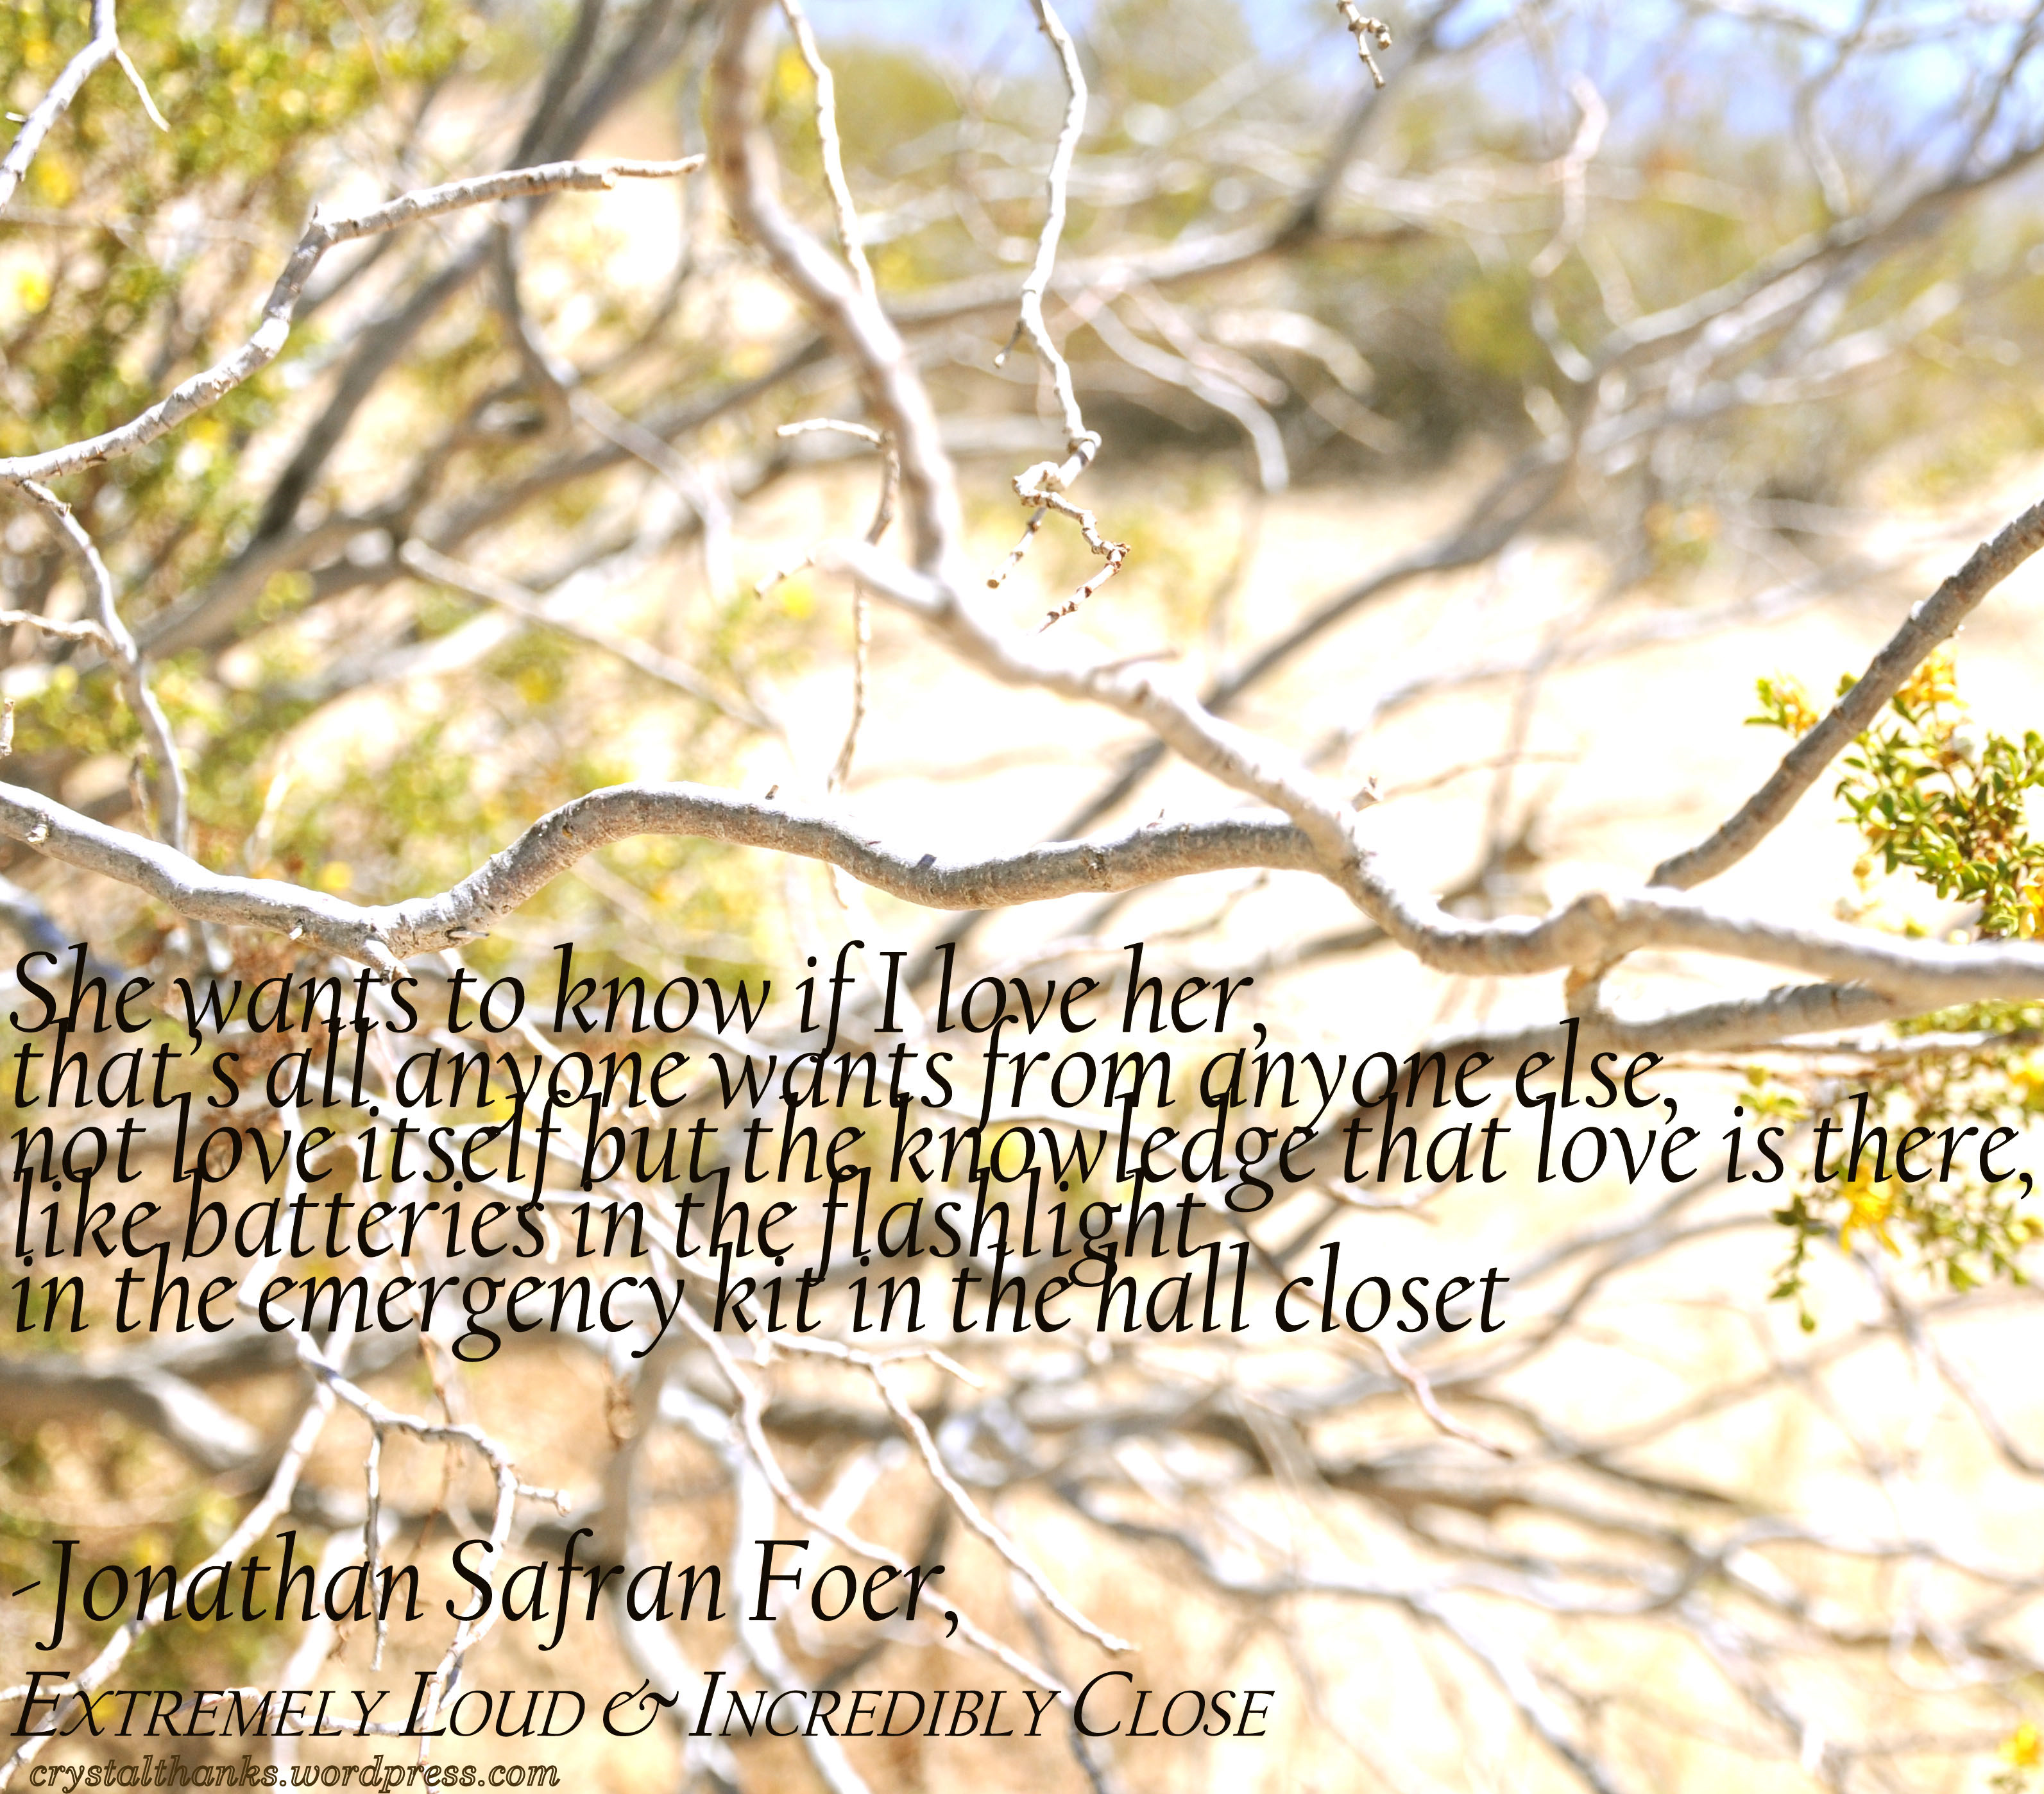 She wants to know if I love her,
that's all anyone wants from anyone else,
not love itself but the knowledge that love is there,
like batteries in the flashlight
in the emergency kit in the hall closet
-Jonathan Safran Foer,
EXTREMELY LOUD & INCREDIBLY CLOSE
crystalthanks.wordpress.com